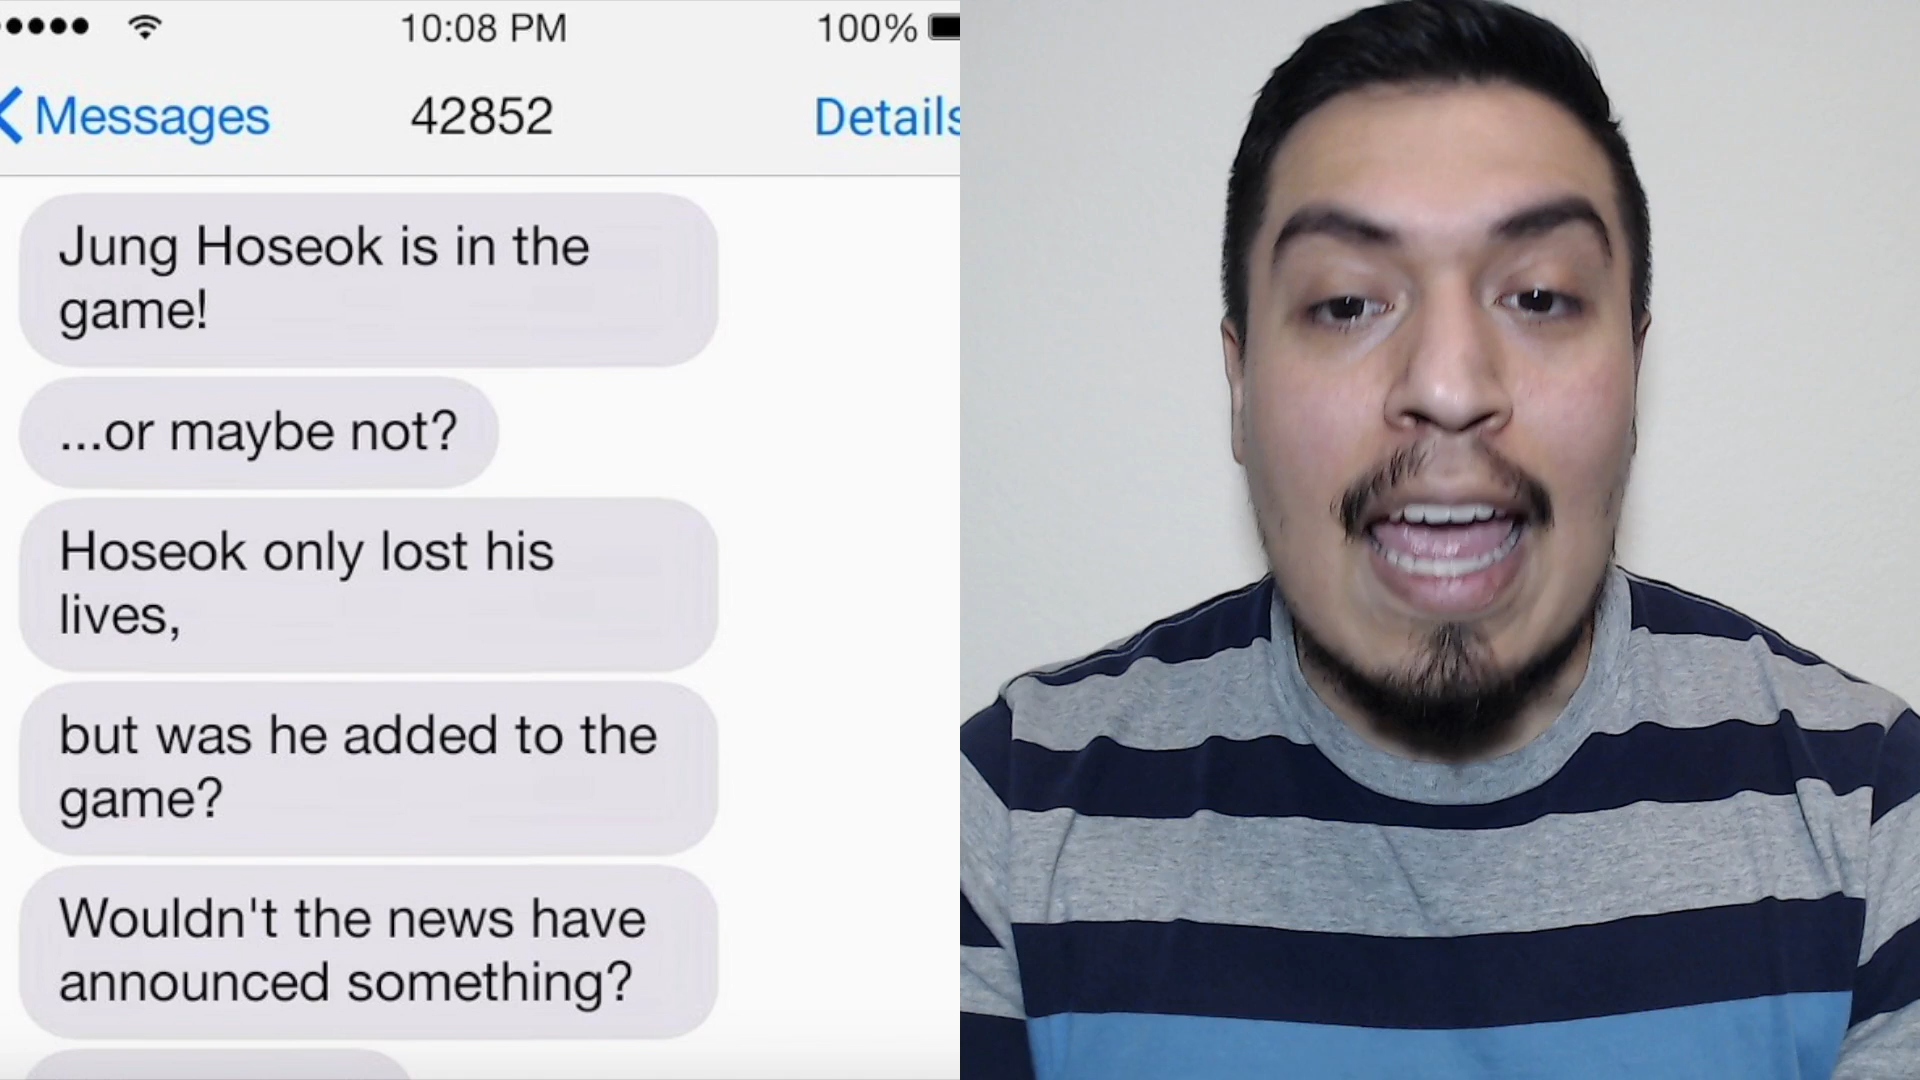 10:08 PM
100%
Messages
42852
Details
Jung Hoseok is in the
game!
...or maybe not?
Hoseok only lost his
lives,
but was he added to the
game?
Wouldn't the news have
announced something?